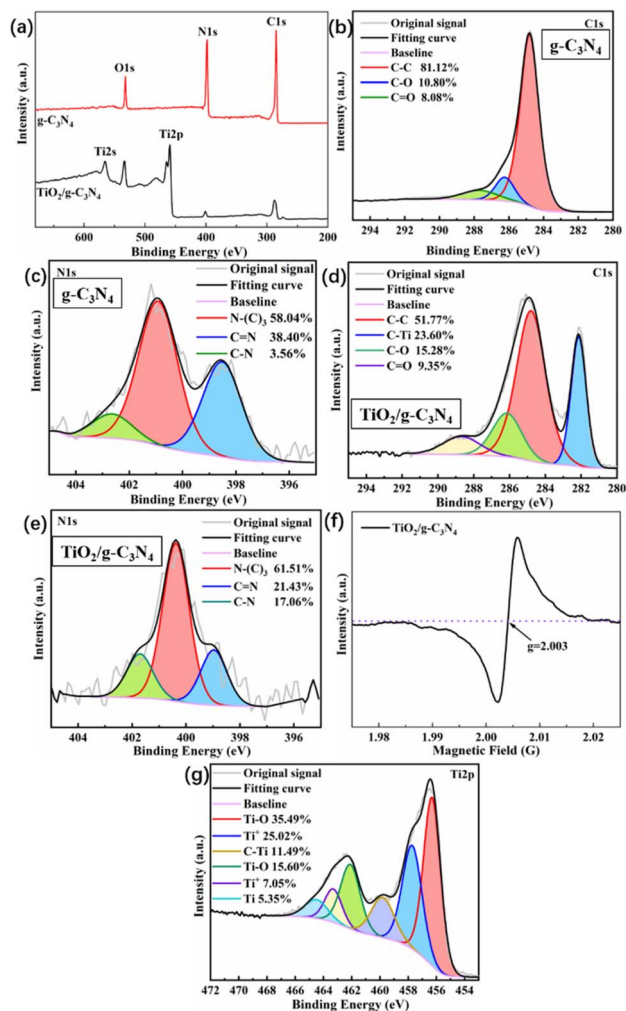 (a)
N1s
C1s
O1s
g-C₃N₄
Ti2s
Ti2p
TiO₂/g-C₃N₄
Intensity (a.u.)
600 500 400 300 200
Binding Energy (eV)
(b)
Original signal
Fitting curve
Baseline
C-C 81.12%
C-O 10.80%
C=O 8.08%
C1s
g-C₃N₄
Intensity (a.u.)
294 292 290 288 286 284 282 280
Binding Energy (eV)
(c)
N1s
g-C₃N₄
Original signal
Fitting curve
Baseline
N-(C)₃ 58.04%
C=N 38.40%
C-N 3.56%
Intensity (a.u.)
404 402 400 398 396
Binding Energy (eV)
(d)
Original signal
Fitting curve
Baseline
C-C 51.77%
C-Ti 23.60%
C-O 15.28%
C=O 9.35%
C1s
TiO₂/g-C₃N₄
Intensity (a.u.)
294 292 290 288 286 284 282 280
Binding Energy (eV)
(e)
N1s
TiO₂/g-C₃N₄
Original signal
Fitting curve
Baseline
N-(C)₃ 61.51%
C=N 21.43%
C-N 17.06%
Intensity (a.u.)
404 402 400 398 396
Binding Energy (eV)
(f)
TiO₂/g-C₃N₄
g=2.003
Intensity (a.u.)
1.98 1.99 2.00 2.01 2.02
Magnetic Field (G)
(g)
Original signal
Fitting curve
Baseline
Ti-O 35.49%
Ti⁺ 25.02%
C-Ti 11.49%
Ti-O 15.60%
Ti⁺ 7.05%
Ti 5.35%
Ti2p
Intensity (a.u.)
472 470 468 466 464 462 460 458 456 454
Binding Energy (eV)